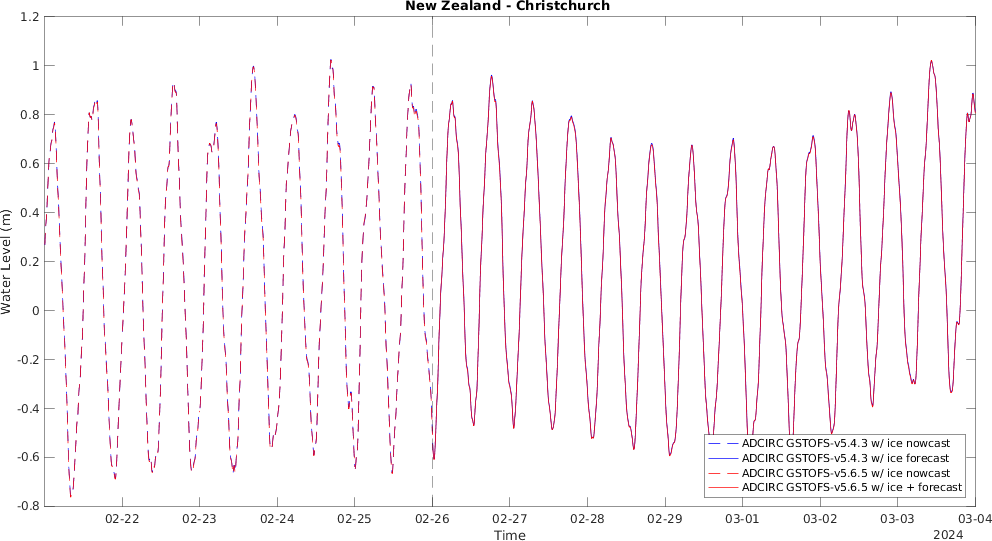 New Zealand - Christchurch
1.2
1
0.8
0.6
0.4
0.2
0
-0.2
-0.4
-0.6
-0.8
Water Level (m)
ADCIRC GSTOFS-v5.4.3 w/ ice nowcast
ADCIRC GSTOFS-v5.4.3 w/ ice forecast
ADCIRC GSTOFS-v5.6.5 w/ ice nowcast
ADCIRC GSTOFS-v5.6.5 w/ ice + forecast
02-22 02-23 02-24 02-25 02-26 02-27 02-28 02-29 03-01 03-02 03-03 03-04
Time 2024